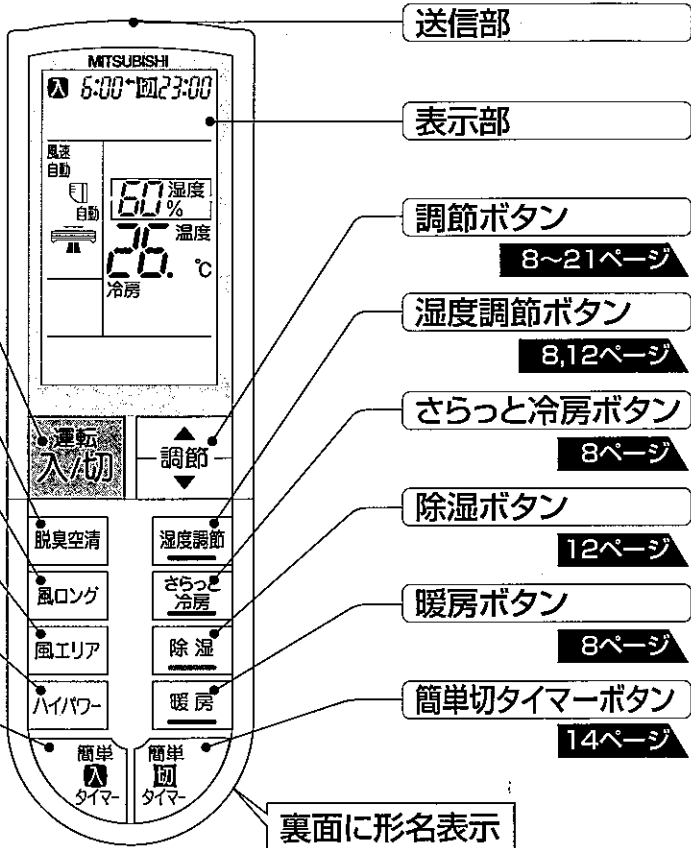 送信部
MITSUBISHI
入 6:00←切23:00
表示部
風速
自動
自動
60% 湿度
温度
26.℃
冷房
調節ボタン
8~21ページ
湿度調節ボタン
8,12ページ
さらっと冷房ボタン
8ページ
除湿ボタン
12ページ
暖房ボタン
8ページ
簡単切タイマーボタン
14ページ
運転
入/切
▲
調節
▼
脱臭空清
湿度調節
風ロング
さらっと
冷房
風エリア
除湿
ハイパワー
暖房
簡単
入
タイマー
簡単
切
タイマー
裏面に形名表示